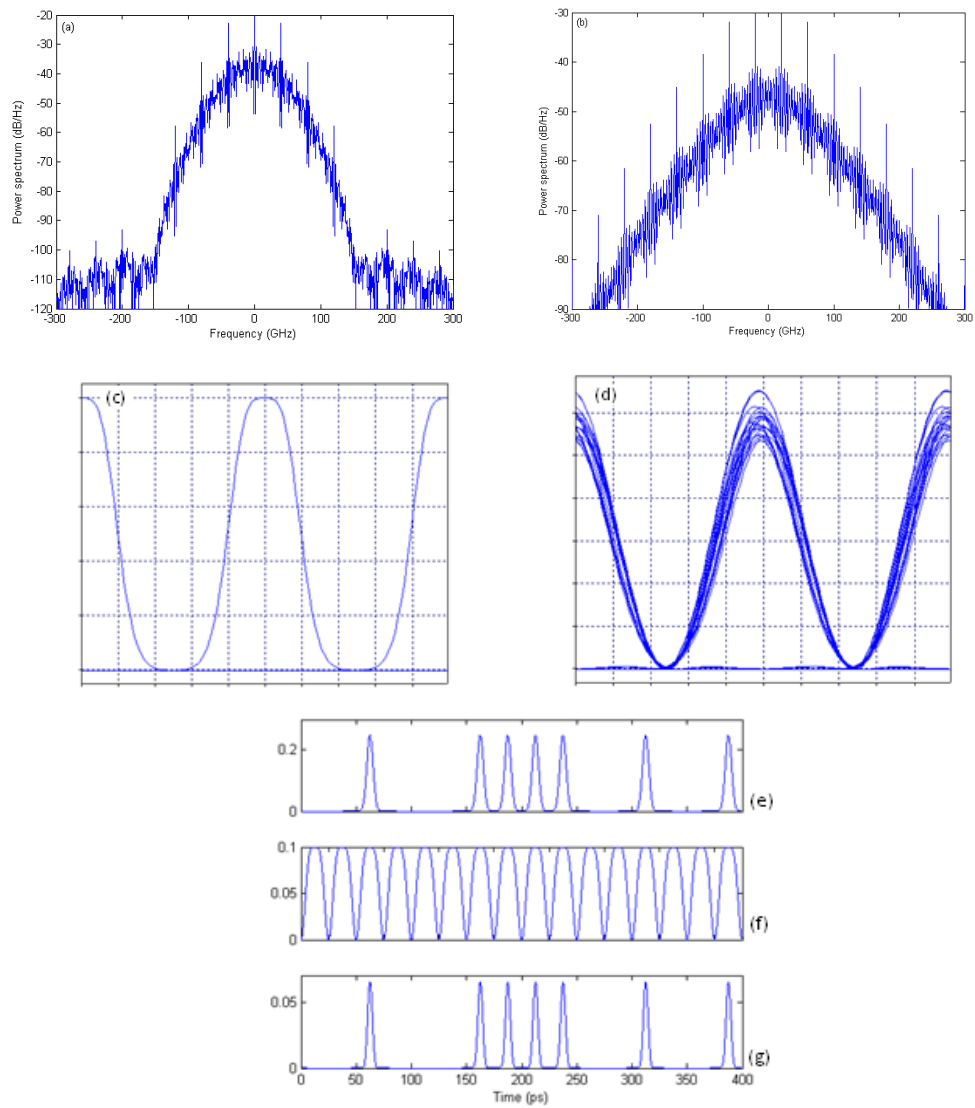 (a)
Power spectrum (dB/Hz)
-20
-30
-40
-50
-60
-70
-80
-90
-100
-110
-120
-300 -200 -100 0 100 200 300
Frequency (GHz)
(b)
Power spectrum (dB/Hz)
-30
-40
-50
-60
-70
-80
-90
-300 -200 -100 0 100 200 300
Frequency (GHz)
(c)
(d)
0.2
0
(e)
0.1
0.05
0
(f)
0.05
0
(g)
0 50 100 150 200 250 300 350 400
Time (ps)